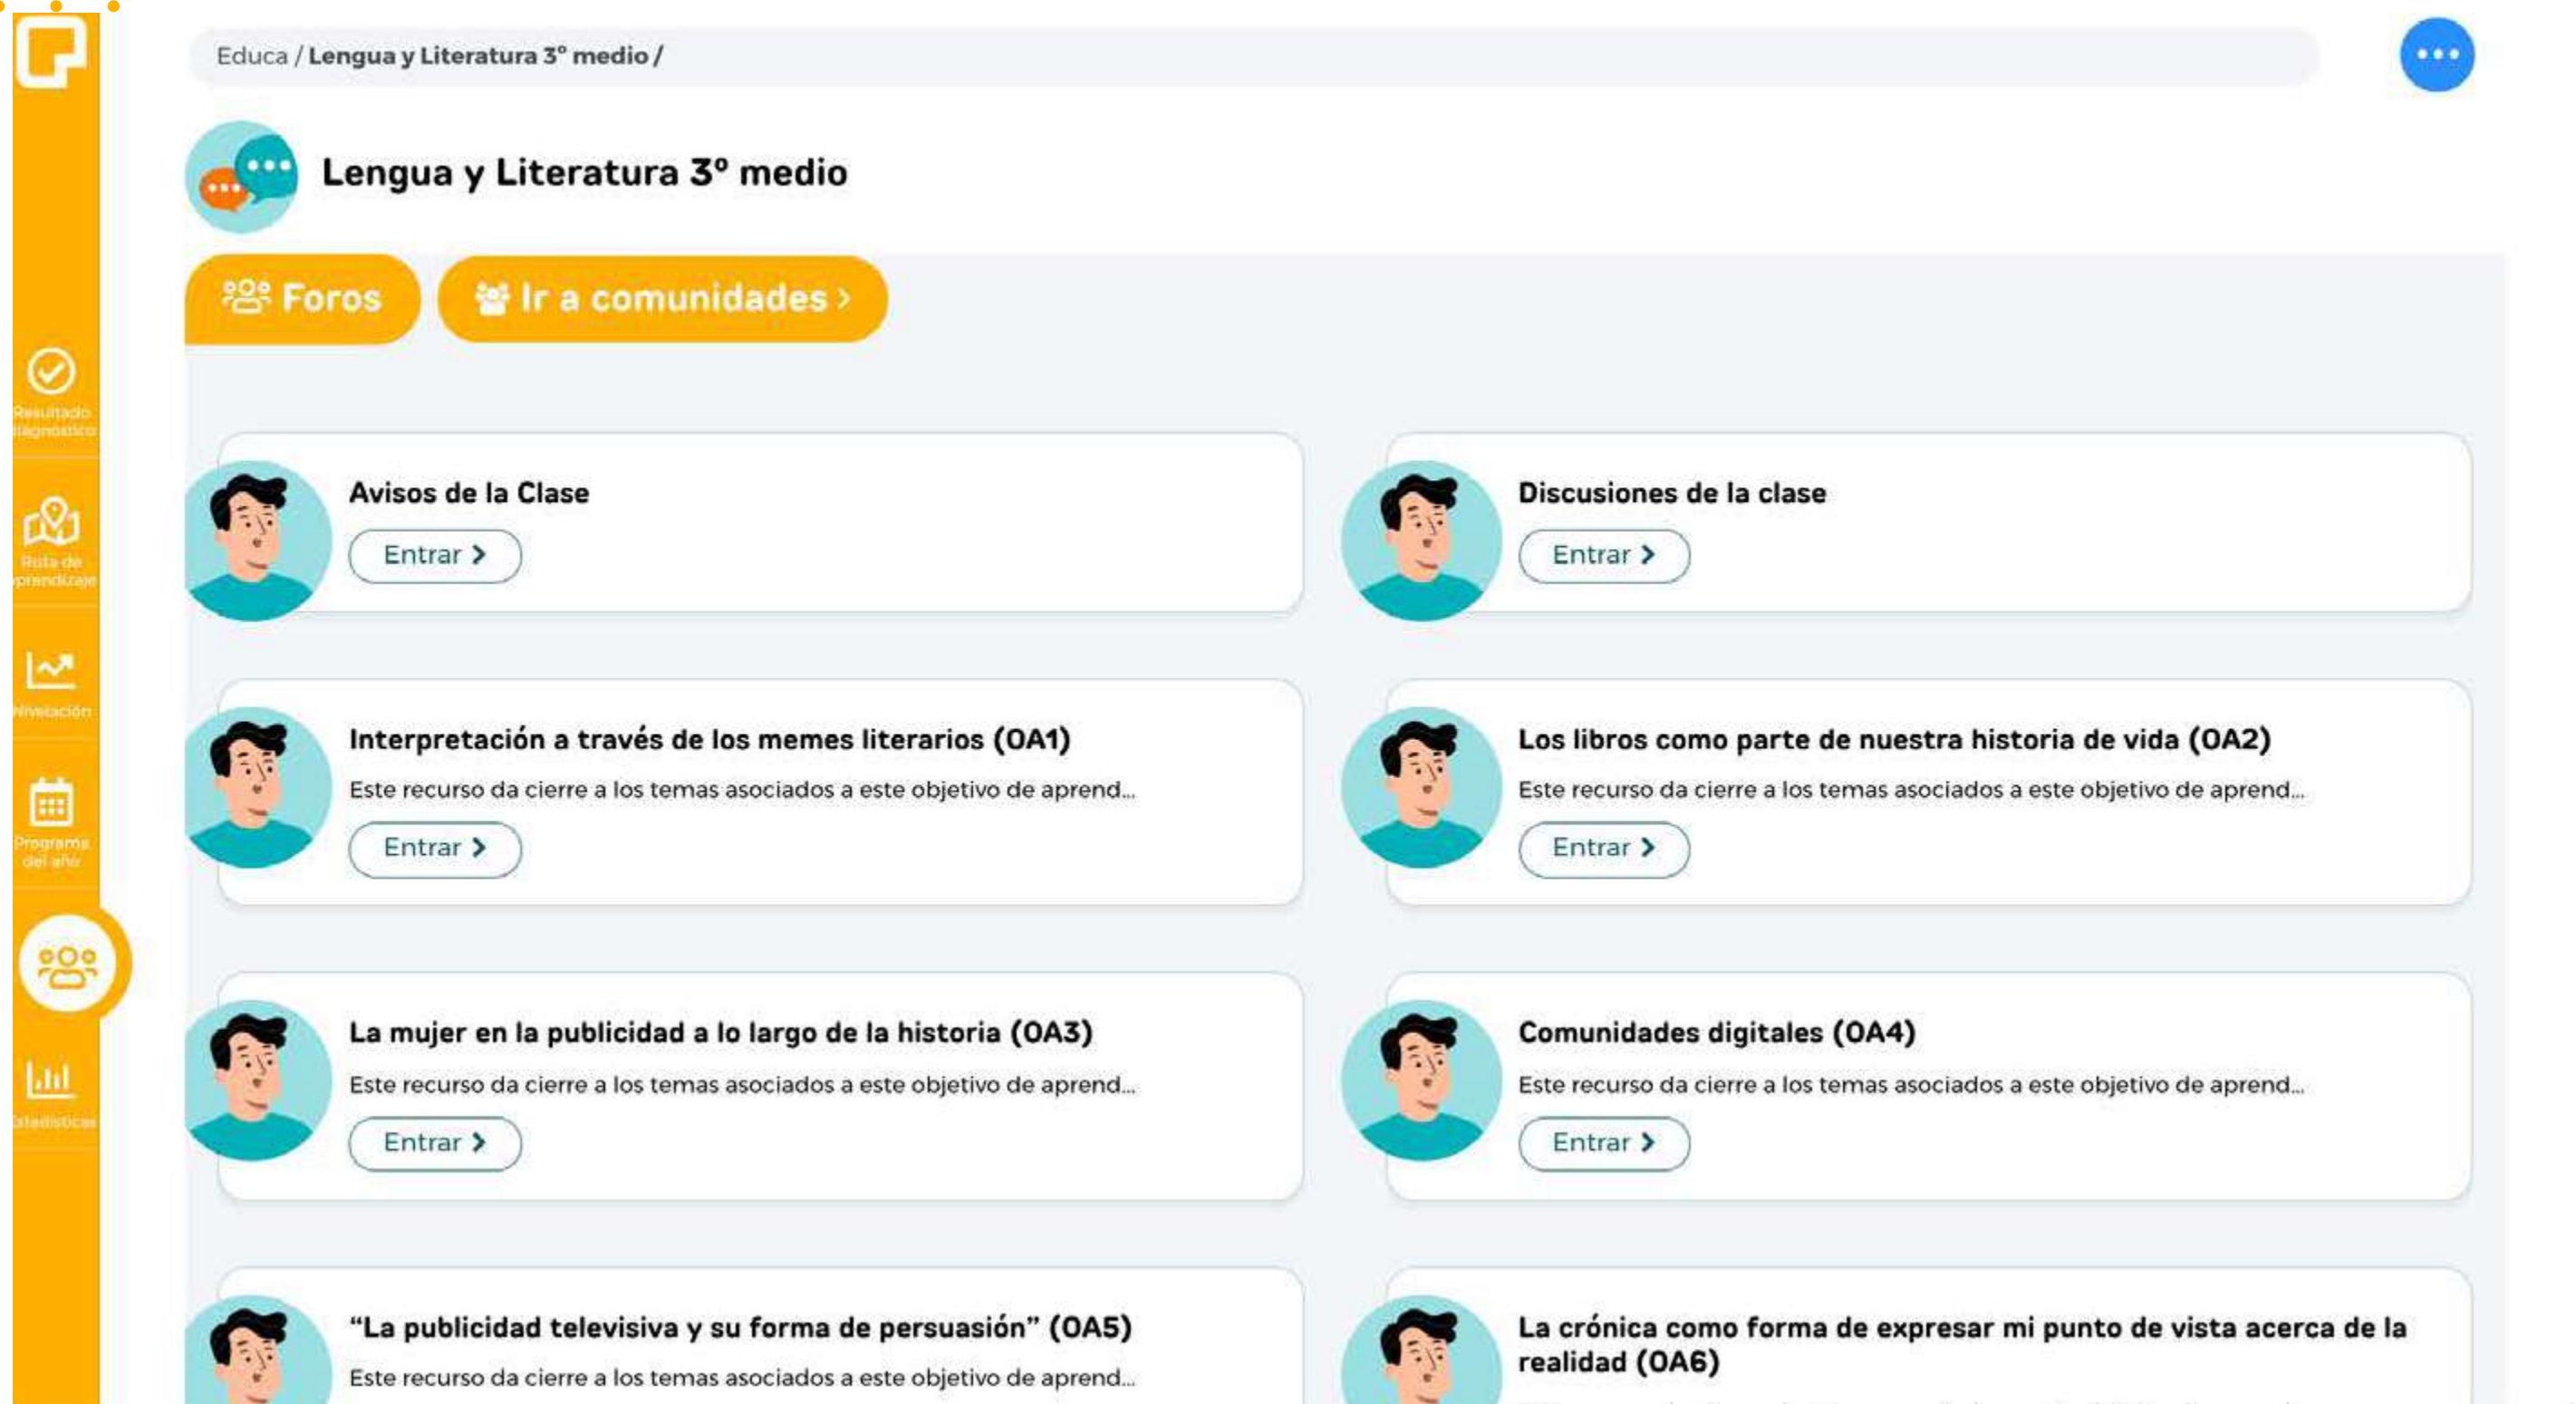 Educa / Lengua y Literatura 3º medio /
Lengua y Literatura 3º medio
Foros
Ir a comunidades >
Resultado
diagnostico
Ruta de
aprendizaje
Nivelación
Programa
del año
Estadísticas
Avisos de la Clase
Entrar >
Discusiones de la clase
Entrar >
Interpretación a través de los memes literarios (OA1)
Este recurso da cierre a los temas asociados a este objetivo de aprend...
Entrar >
Los libros como parte de nuestra historia de vida (OA2)
Este recurso da cierre a los temas asociados a este objetivo de aprend...
Entrar >
La mujer en la publicidad a lo largo de la historia (OA3)
Este recurso da cierre a los temas asociados a este objetivo de aprend...
Entrar >
Comunidades digitales (OA4)
Este recurso da cierre a los temas asociados a este objetivo de aprend...
Entrar >
“La publicidad televisiva y su forma de persuasión” (OA5)
Este recurso da cierre a los temas asociados a este objetivo de aprend...
La crónica como forma de expresar mi punto de vista acerca de la
realidad (OA6)